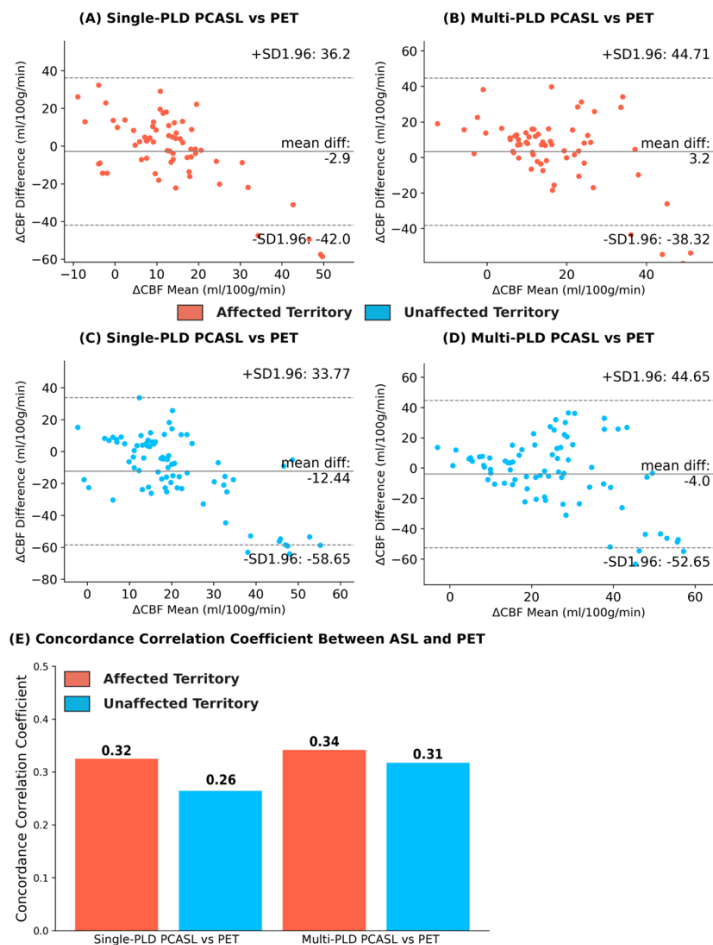 (A) Single-PLD PCASL vs PET
(B) Multi-PLD PCASL vs PET
ΔCBF Difference (ml/100g/min)
40
20
0
−20
−40
−60
+SD1.96: 36.2
mean diff:
-2.9
-SD1.96: -42.0
−10 0 10 20 30 40 50
ΔCBF Mean (ml/100g/min)
ΔCBF Difference (ml/100g/min)
60
40
20
0
−20
−40
+SD1.96: 44.71
mean diff:
3.2
-SD1.96: -38.32
0 20 40
ΔCBF Mean (ml/100g/min)
Affected Territory Unaffected Territory
(C) Single-PLD PCASL vs PET
(D) Multi-PLD PCASL vs PET
ΔCBF Difference (ml/100g/min)
40
20
0
−20
−40
−60
−80
+SD1.96: 33.77
mean diff:
-12.44
-SD1.96: -58.65
0 10 20 30 40 50 60
ΔCBF Mean (ml/100g/min)
ΔCBF Difference (ml/100g/min)
60
40
20
0
−20
−40
−60
+SD1.96: 44.65
mean diff:
-4.0
-SD1.96: -52.65
0 20 40 60
ΔCBF Mean (ml/100g/min)
(E) Concordance Correlation Coefficient Between ASL and PET
Concordance Correlation Coefficient
0.5
0.4
0.3
0.2
0.1
0.0
Affected Territory
Unaffected Territory
0.32
0.26
0.34
0.31
Single-PLD PCASL vs PET
Multi-PLD PCASL vs PET